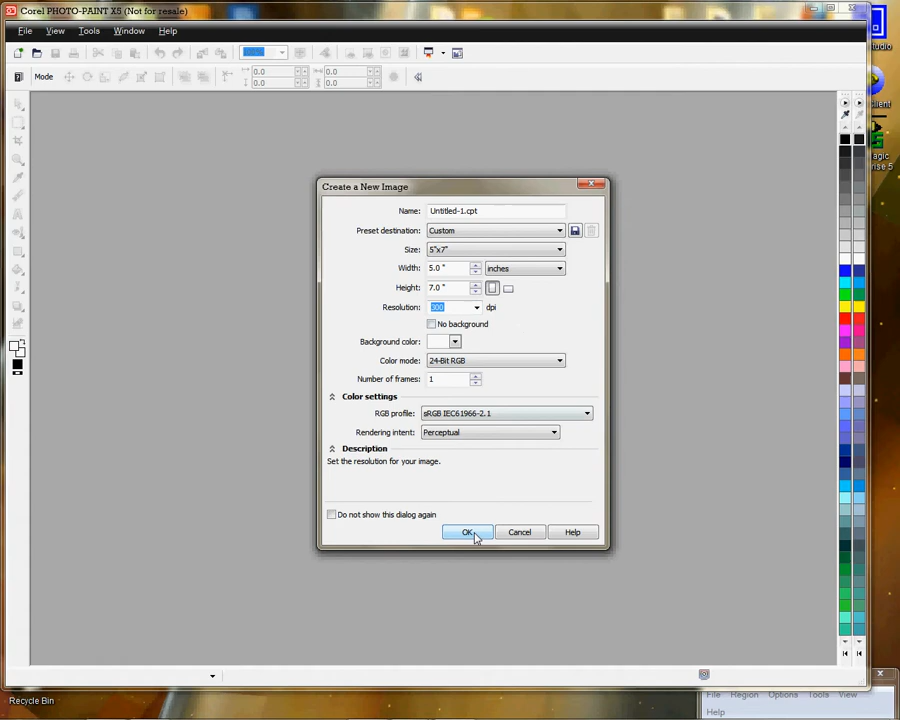 Corel PHOTO-PAINT X5 (Not for resale)
File View Tools Window Help
100%
Mode 0.0 0.0
0.0 0.0
Create a New Image
Name: Untitled-1.cpt
Preset destination: Custom
Size: 5"x7"
Width: 5.0 " inches
Height: 7.0 "
Resolution: 300 dpi
No background
Background color:
Color mode: 24-Bit RGB
Number of frames: 1
Color settings
RGB profile: sRGB IEC61966-2.1
Rendering intent: Perceptual
Description
Set the resolution for your image.
Do not show this dialog again
OK Cancel Help
Recycle Bin
File Region Options Tools View
Help